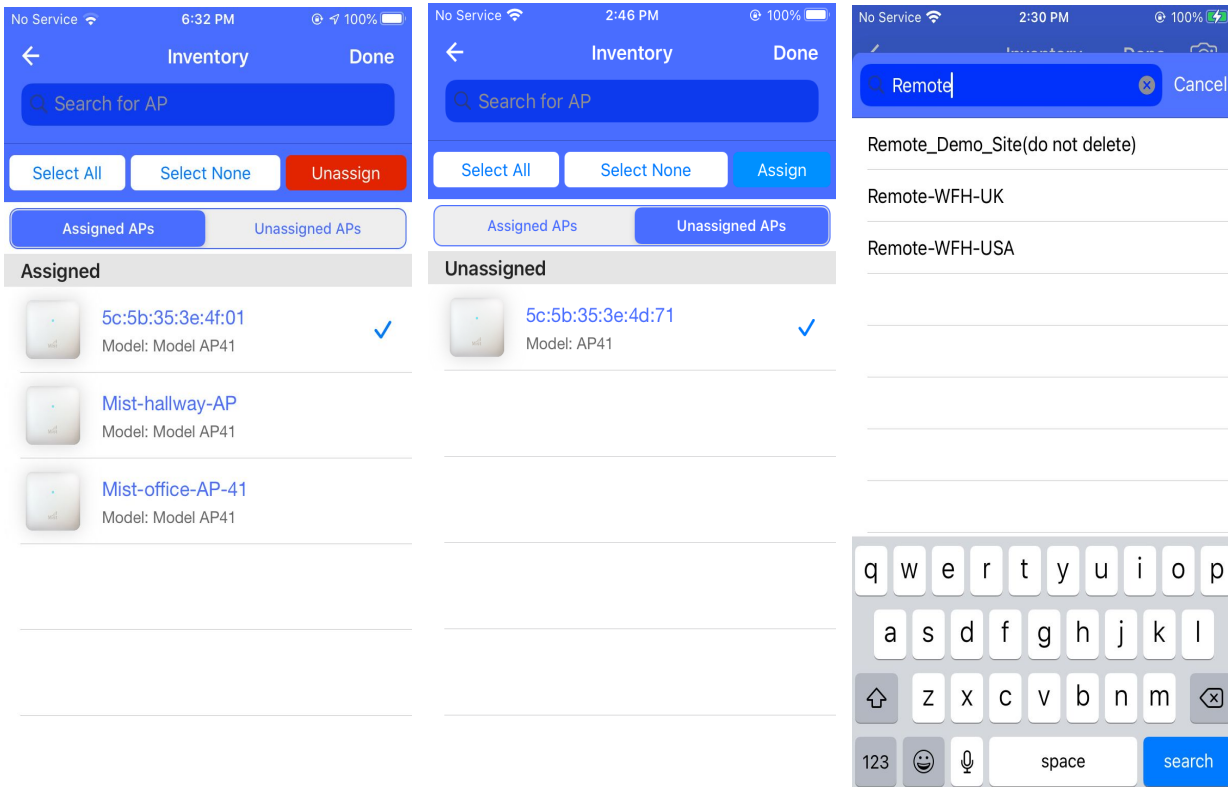 No Service 6:32 PM 100%
Inventory Done
Search for AP
Select All Select None Unassign
Assigned APs Unassigned APs
Assigned
5c:5b:35:3e:4f:01
Model: Model AP41
Mist-hallway-AP
Model: Model AP41
Mist-office-AP-41
Model: Model AP41
No Service 2:46 PM 100%
Inventory Done
Search for AP
Select All Select None Assign
Assigned APs Unassigned APs
Unassigned
5c:5b:35:3e:4d:71
Model: AP41
No Service 2:30 PM 100%
Inventory Done
Remote Cancel
Remote_Demo_Site(do not delete)
Remote-WFH-UK
Remote-WFH-USA
q w e r t y u i o p
a s d f g h j k l
z x c v b n m
123 space search